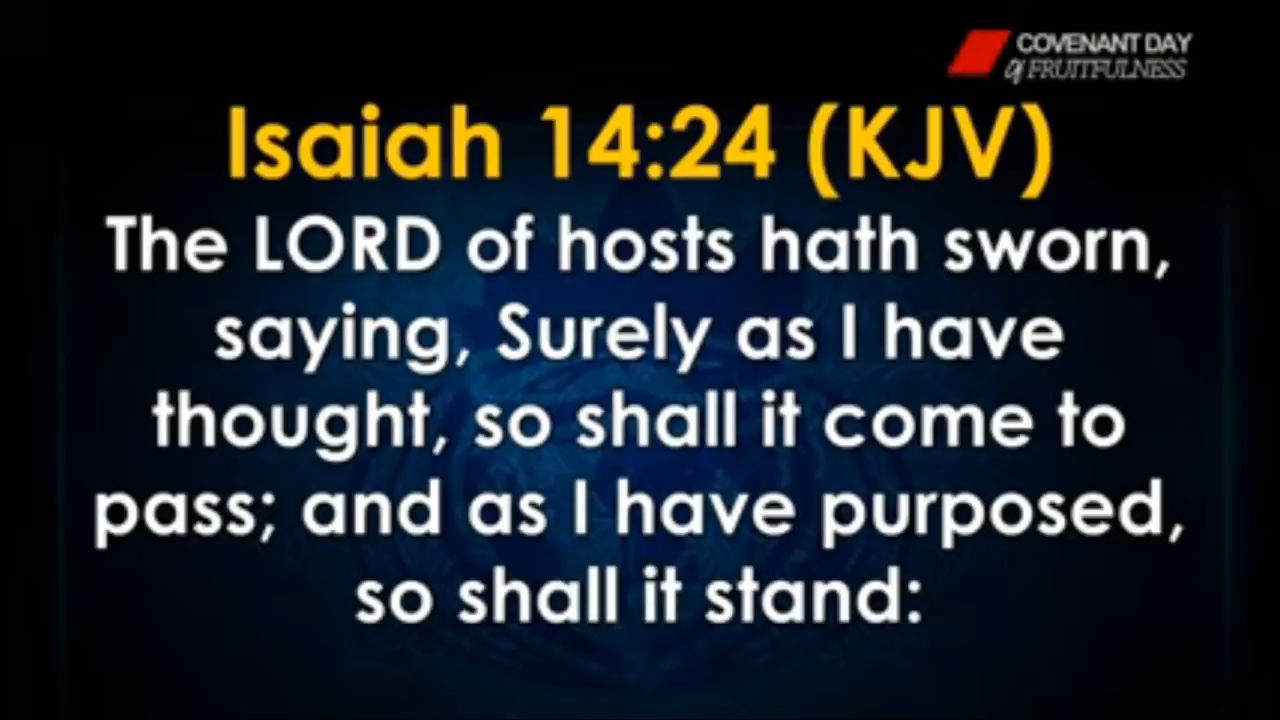 COVENANT DAY
of FRUITFULNESS
Isaiah 14:24 (KJV)
The LORD of hosts hath sworn,
saying, Surely as I have
thought, so shall it come to
pass; and as I have purposed,
so shall it stand: